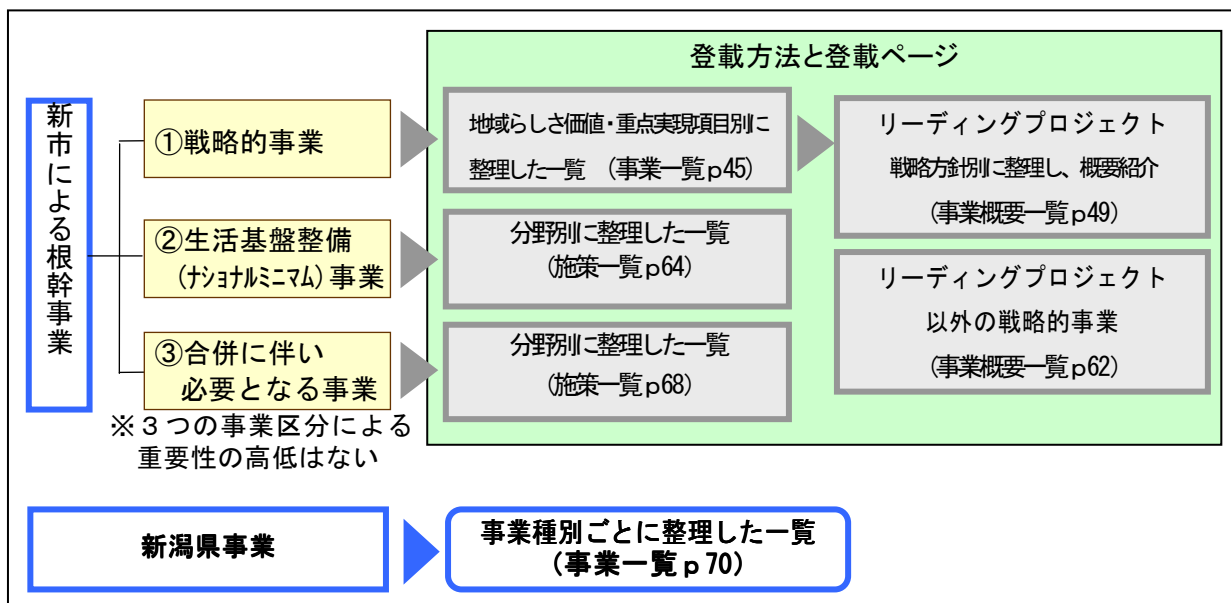 登載方法と登載ページ
新市による根幹事業
①戦略的事業
地域らしさ価値・重点実現項目別に
整理した一覧 (事業一覧p45)
リーディングプロジェクト
戦略方針別に整理し、概要紹介
(事業概要一覧p49)
②生活基盤整備
(ﾅｼｮﾅﾙﾐﾆﾏﾑ)事業
分野別に整理した一覧
(施策一覧p64)
リーディングプロジェクト
以外の戦略的事業
(事業概要一覧p62)
③合併に伴い
必要となる事業
分野別に整理した一覧
(施策一覧p68)
※３つの事業区分による
重要性の高低はない
新潟県事業
事業種別ごとに整理した一覧
(事業一覧ｐ70)